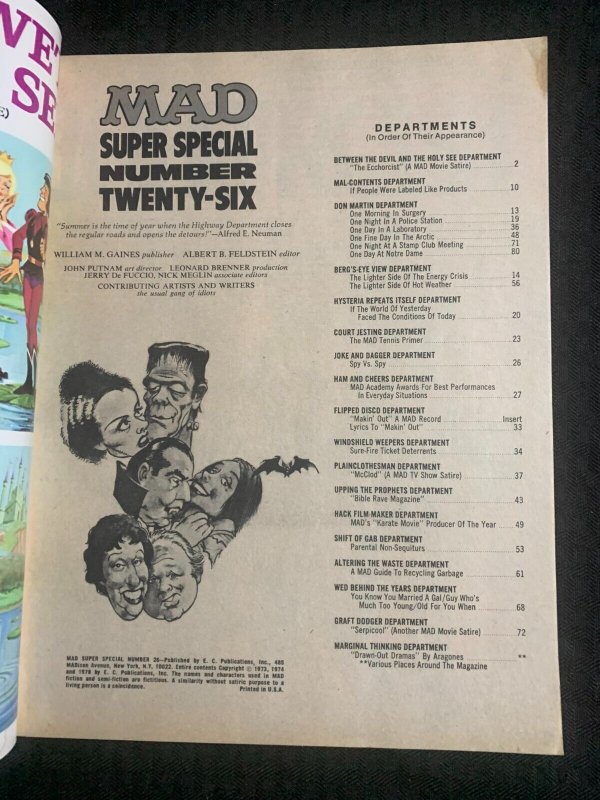 VE
SE
E)
MAD
SUPER SPECIAL
NUMBER
TWENTY-SIX
"Summer is the time of year when the Highway Department closes
the regular roads and opens the detours!"—Alfred E. Neuman
WILLIAM M. GAINES publisher ALBERT B. FELDSTEIN editor
JOHN PUTNAM art director LEONARD BRENNER production
JERRY De FUCCIO, NICK MEGLIN associate editors
CONTRIBUTING ARTISTS AND WRITERS
the usual gang of idiots
MAD SUPER SPECIAL NUMBER 26—Published by E. C. Publications, Inc., 485
MADison Avenue, New York, N.Y. 10022. Entire contents Copyright © 1973, 1974
and 1978 by E. C. Publications, Inc. The names and characters used in MAD
fiction and semi-fiction are fictitious. A similarity without satiric purpose to a
living person is a coincidence. Printed in U.S.A.
DEPARTMENTS
(In Order Of Their Appearance)
BETWEEN THE DEVIL AND THE HOLY SEE DEPARTMENT
"The Ecchorcist" (A MAD Movie Satire) 2
MAL-CONTENTS DEPARTMENT
If People Were Labeled Like Products 10
DON MARTIN DEPARTMENT
One Morning In Surgery 13
One Night In A Police Station 19
One Day In A Laboratory 36
One Fine Day In The Arctic 48
One Night At A Stamp Club Meeting 71
One Day At Notre Dame 80
BERG'S-EYE VIEW DEPARTMENT
The Lighter Side Of The Energy Crisis 14
The Lighter Side Of Hot Weather 56
HYSTERIA REPEATS ITSELF DEPARTMENT
If The World Of Yesterday
Faced The Conditions Of Today 20
COURT JESTING DEPARTMENT
The MAD Tennis Primer 23
JOKE AND DAGGER DEPARTMENT
Spy Vs. Spy 26
HAM AND CHEERS DEPARTMENT
MAD Academy Awards For Best Performances
in Everyday Situations 27
FLIPPED DISCO DEPARTMENT
"Makin' Out" A MAD Record Insert
Lyrics To "Makin' Out" 33
WINDSHIELD WEEPERS DEPARTMENT
Sure-Fire Ticket Deterrents 34
PLAINCLOTHESMAN DEPARTMENT
"McClod" (A MAD TV Show Satire) 37
UPPING THE PROPHETS DEPARTMENT
"Bible Rave Magazine" 43
HACK FILM-MAKER DEPARTMENT
MAD's "Karate Movie" Producer Of The Year 49
SHIFT OF GAB DEPARTMENT
Parental Non-Sequiturs 53
ALTERING THE WASTE DEPARTMENT
A MAD Guide To Recycling Garbage 61
WED BEHIND THE YEARS DEPARTMENT
You Know You Married A Gal/Guy Who's
Much Too Young/Old For You When 68
GRAFT DODGER DEPARTMENT
"Serpicool" (Another MAD Movie Satire) 72
MARGINAL THINKING DEPARTMENT
"Drawn-Out Dramas" By Aragones **
**Various Places Around The Magazine